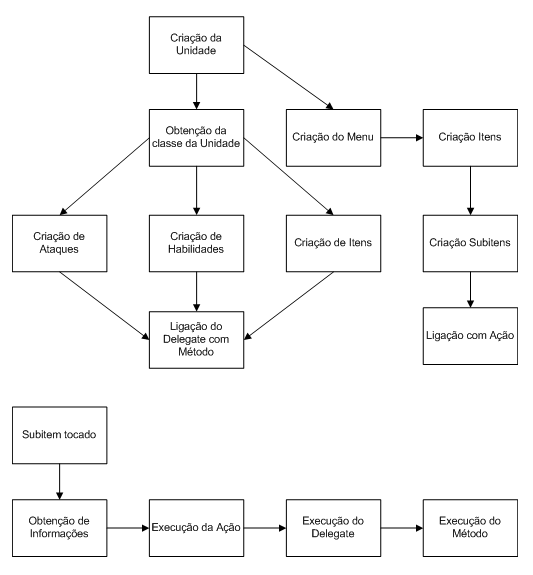 Criação da
Unidade
Obtenção da
classe da Unidade
Criação do Menu
Criação Itens
Criação de
Ataques
Criação de
Habilidades
Criação de Itens
Criação Subitens
Ligação do
Delegate com
Método
Ligação com Ação
Subitem tocado
Obtenção de
Informações
Execução da Ação
Execução do
Delegate
Execução do
Método